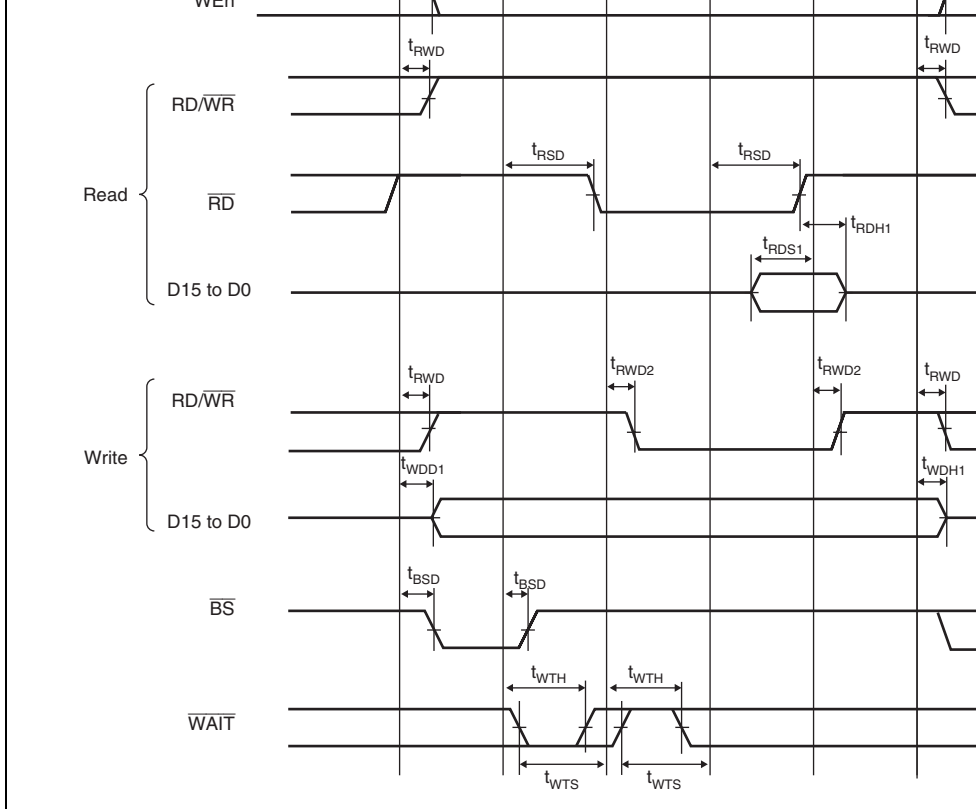 WEn
tRWD tRWD
RD/WR
tRSD tRSD
Read
RD
tRDH1
tRDS1
D15 to D0
tRWD tRWD2 tRWD2 tRWD
RD/WR
Write
tWDD1 tWDH1
D15 to D0
tBSD tBSD
BS
tWTH tWTH
WAIT
tWTS tWTS